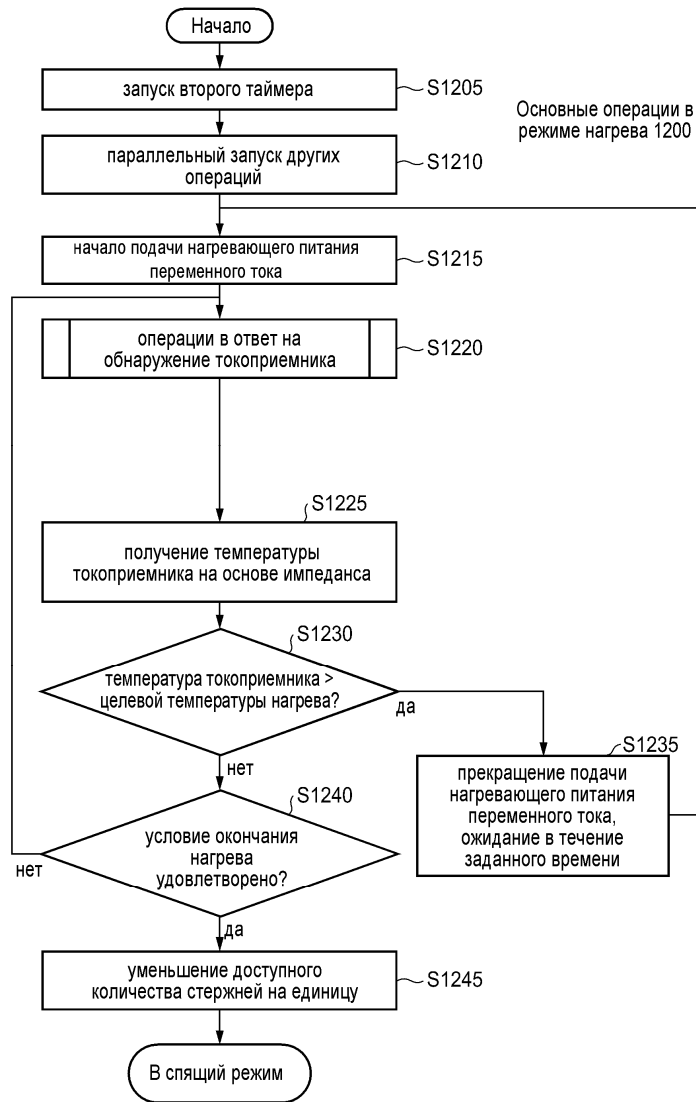 Начало
запуск второго таймера
S1205
Основные операции в
режиме нагрева 1200
параллельный запуск других
операций
S1210
начало подачи нагревающего питания
переменного тока
S1215
операции в ответ на
обнаружение токоприемника
S1220
S1225
получение температуры
токоприемника на основе импеданса
S1230
температура токоприемника >
целевой температуры нагрева?
да
нет
S1235
прекращение подачи
нагревающего питания
переменного тока,
ожидание в течение
заданного времени
S1240
условие окончания
нагрева
удовлетворено?
нет
да
уменьшение доступного
количества стержней на единицу
S1245
В спящий режим